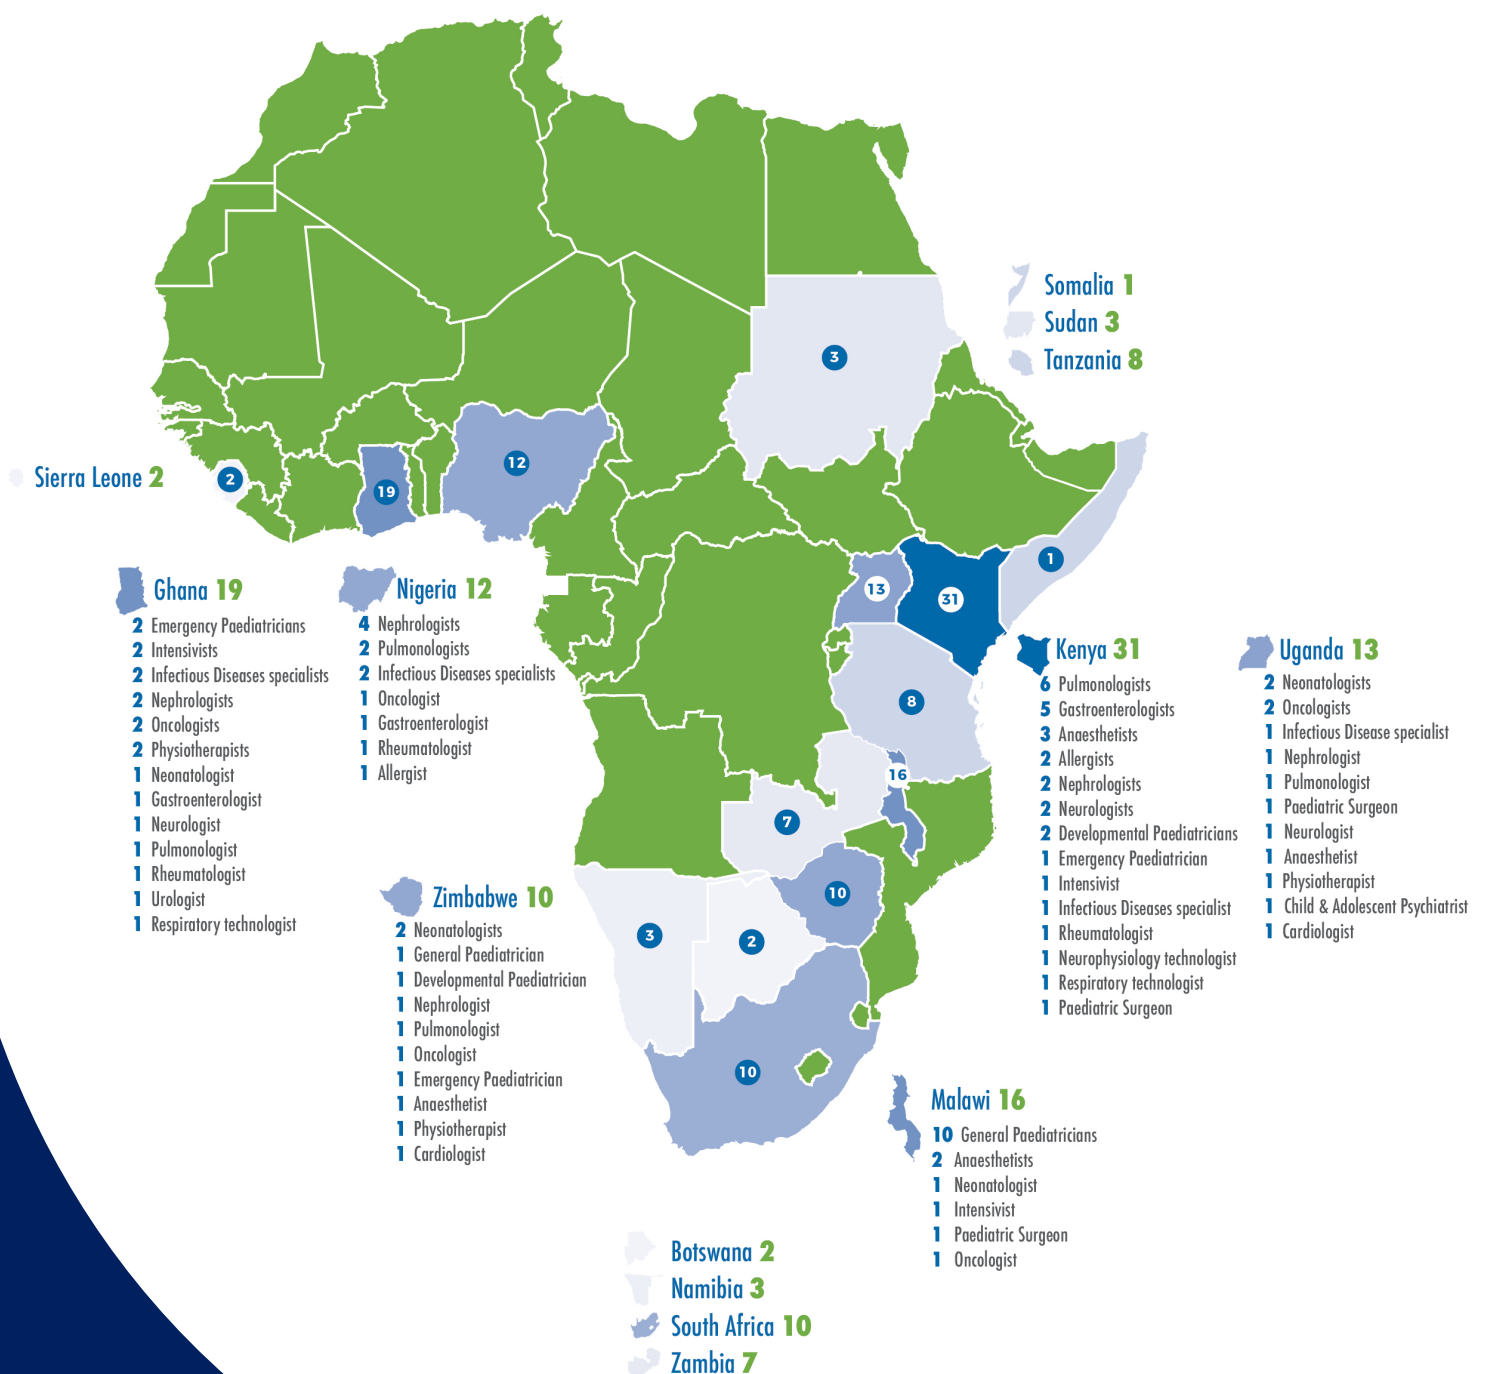 3
2
12
19
1
13
31
8
16
7
10
3
2
10
Somalia 1
Sudan 3
Tanzania 8
Sierra Leone 2
Ghana 19
2 Emergency Paediatricians
2 Intensivists
2 Infectious Diseases specialists
2 Nephrologists
2 Oncologists
2 Physiotherapists
1 Neonatologist
1 Gastroenterologist
1 Neurologist
1 Pulmonologist
1 Rheumatologist
1 Urologist
1 Respiratory technologist
Nigeria 12
4 Nephrologists
2 Pulmonologists
2 Infectious Diseases specialists
1 Oncologist
1 Gastroenterologist
1 Rheumatologist
1 Allergist
Kenya 31
6 Pulmonologists
5 Gastroenterologists
3 Anaesthetists
2 Allergists
2 Nephrologists
2 Neurologists
2 Developmental Paediatricians
1 Emergency Paediatrician
1 Intensivist
1 Infectious Diseases specialist
1 Rheumatologist
1 Neurophysiology technologist
1 Respiratory technologist
1 Paediatric Surgeon
Uganda 13
2 Neonatologists
2 Oncologists
1 Infectious Disease specialist
1 Nephrologist
1 Pulmonologist
1 Paediatric Surgeon
1 Neurologist
1 Anaesthetist
1 Physiotherapist
1 Child & Adolescent Psychiatrist
1 Cardiologist
Zimbabwe 10
2 Neonatologists
1 General Paediatrician
1 Developmental Paediatrician
1 Nephrologist
1 Pulmonologist
1 Oncologist
1 Emergency Paediatrician
1 Anaesthetist
1 Physiotherapist
1 Cardiologist
Malawi 16
10 General Paediatricians
2 Anaesthetists
1 Neonatologist
1 Intensivist
1 Paediatric Surgeon
1 Oncologist
Botswana 2
Namibia 3
South Africa 10
Zambia 7